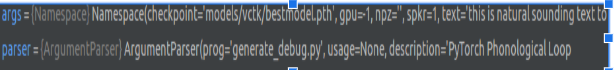 args = {Namespace} Namespace(checkpoint='models/vctk/bestmodel.pth', gpu=-1, npz='', spkr=1, text='this is natural sounding text to
parser = {ArgumentParser} ArgumentParser(prog='generate_debug.py', usage=None, description='PyTorch Phonological Loop